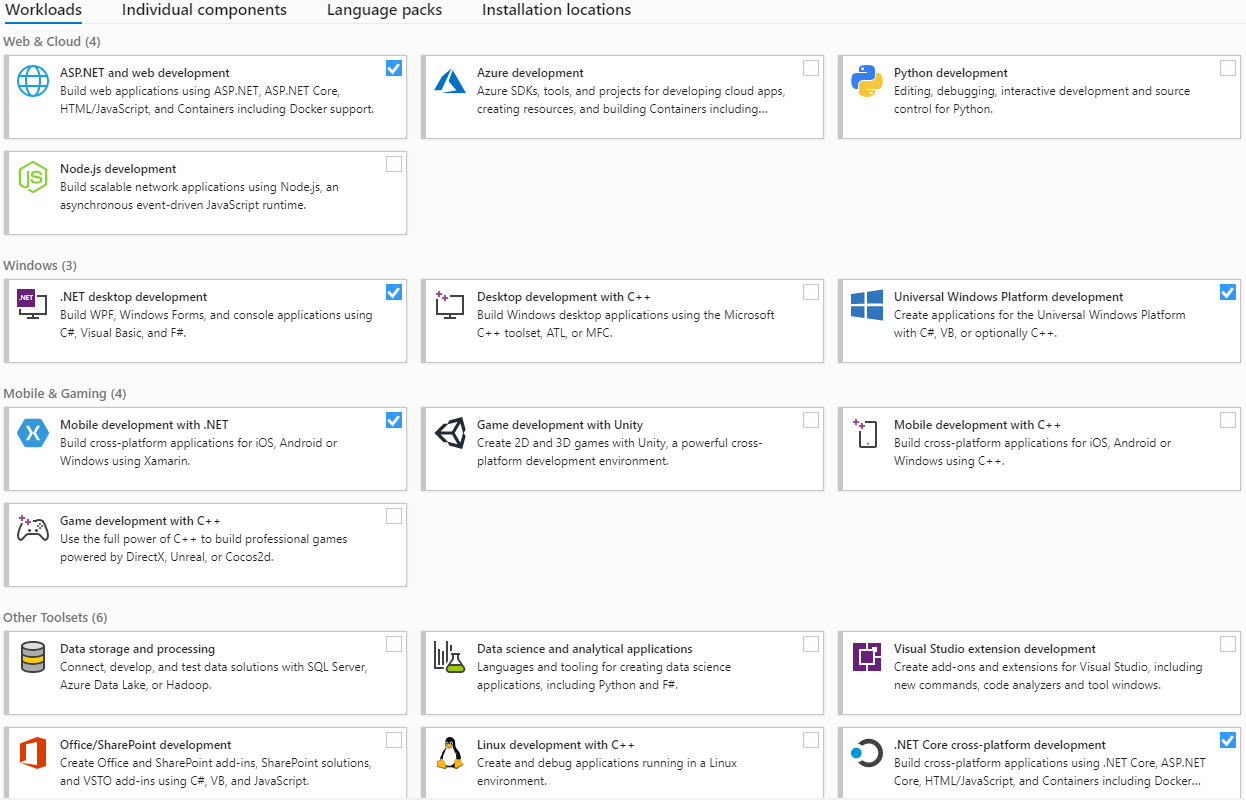 Workloads Individual components Language packs Installation locations
Web & Cloud (4)
ASP.NET and web development
Build web applications using ASP.NET, ASP.NET Core,
HTML/JavaScript, and Containers including Docker support.
Azure development
Azure SDKs, tools, and projects for developing cloud apps,
creating resources, and building Containers including...
Python development
Editing, debugging, interactive development and source
control for Python.
JS
Node.js development
Build scalable network applications using Node.js, an
asynchronous event-driven JavaScript runtime.
Windows (3)
.NET
.NET desktop development
Build WPF, Windows Forms, and console applications using
C#, Visual Basic, and F#.
Desktop development with C++
Build Windows desktop applications using the Microsoft
C++ toolset, ATL, or MFC.
Universal Windows Platform development
Create applications for the Universal Windows Platform
with C#, VB, or optionally C++.
Mobile & Gaming (4)
Mobile development with .NET
Build cross-platform applications for iOS, Android or
Windows using Xamarin.
Game development with Unity
Create 2D and 3D games with Unity, a powerful cross-
platform development environment.
Mobile development with C++
Build cross-platform applications for iOS, Android or
Windows using C++.
Game development with C++
Use the full power of C++ to build professional games
powered by DirectX, Unreal, or Cocos2d.
Other Toolsets (6)
Data storage and processing
Connect, develop, and test data solutions with SQL Server,
Azure Data Lake, or Hadoop.
Data science and analytical applications
Languages and tooling for creating data science
applications, including Python and F#.
Visual Studio extension development
Create add-ons and extensions for Visual Studio, including
new commands, code analyzers and tool windows.
Office/SharePoint development
Create Office and SharePoint add-ins, SharePoint solutions,
and VSTO add-ins using C#, VB, and JavaScript.
Linux development with C++
Create and debug applications running in a Linux
environment.
.NET Core cross-platform development
Build cross-platform applications using .NET Core, ASP.NET
Core, HTML/JavaScript, and Containers including Docker...